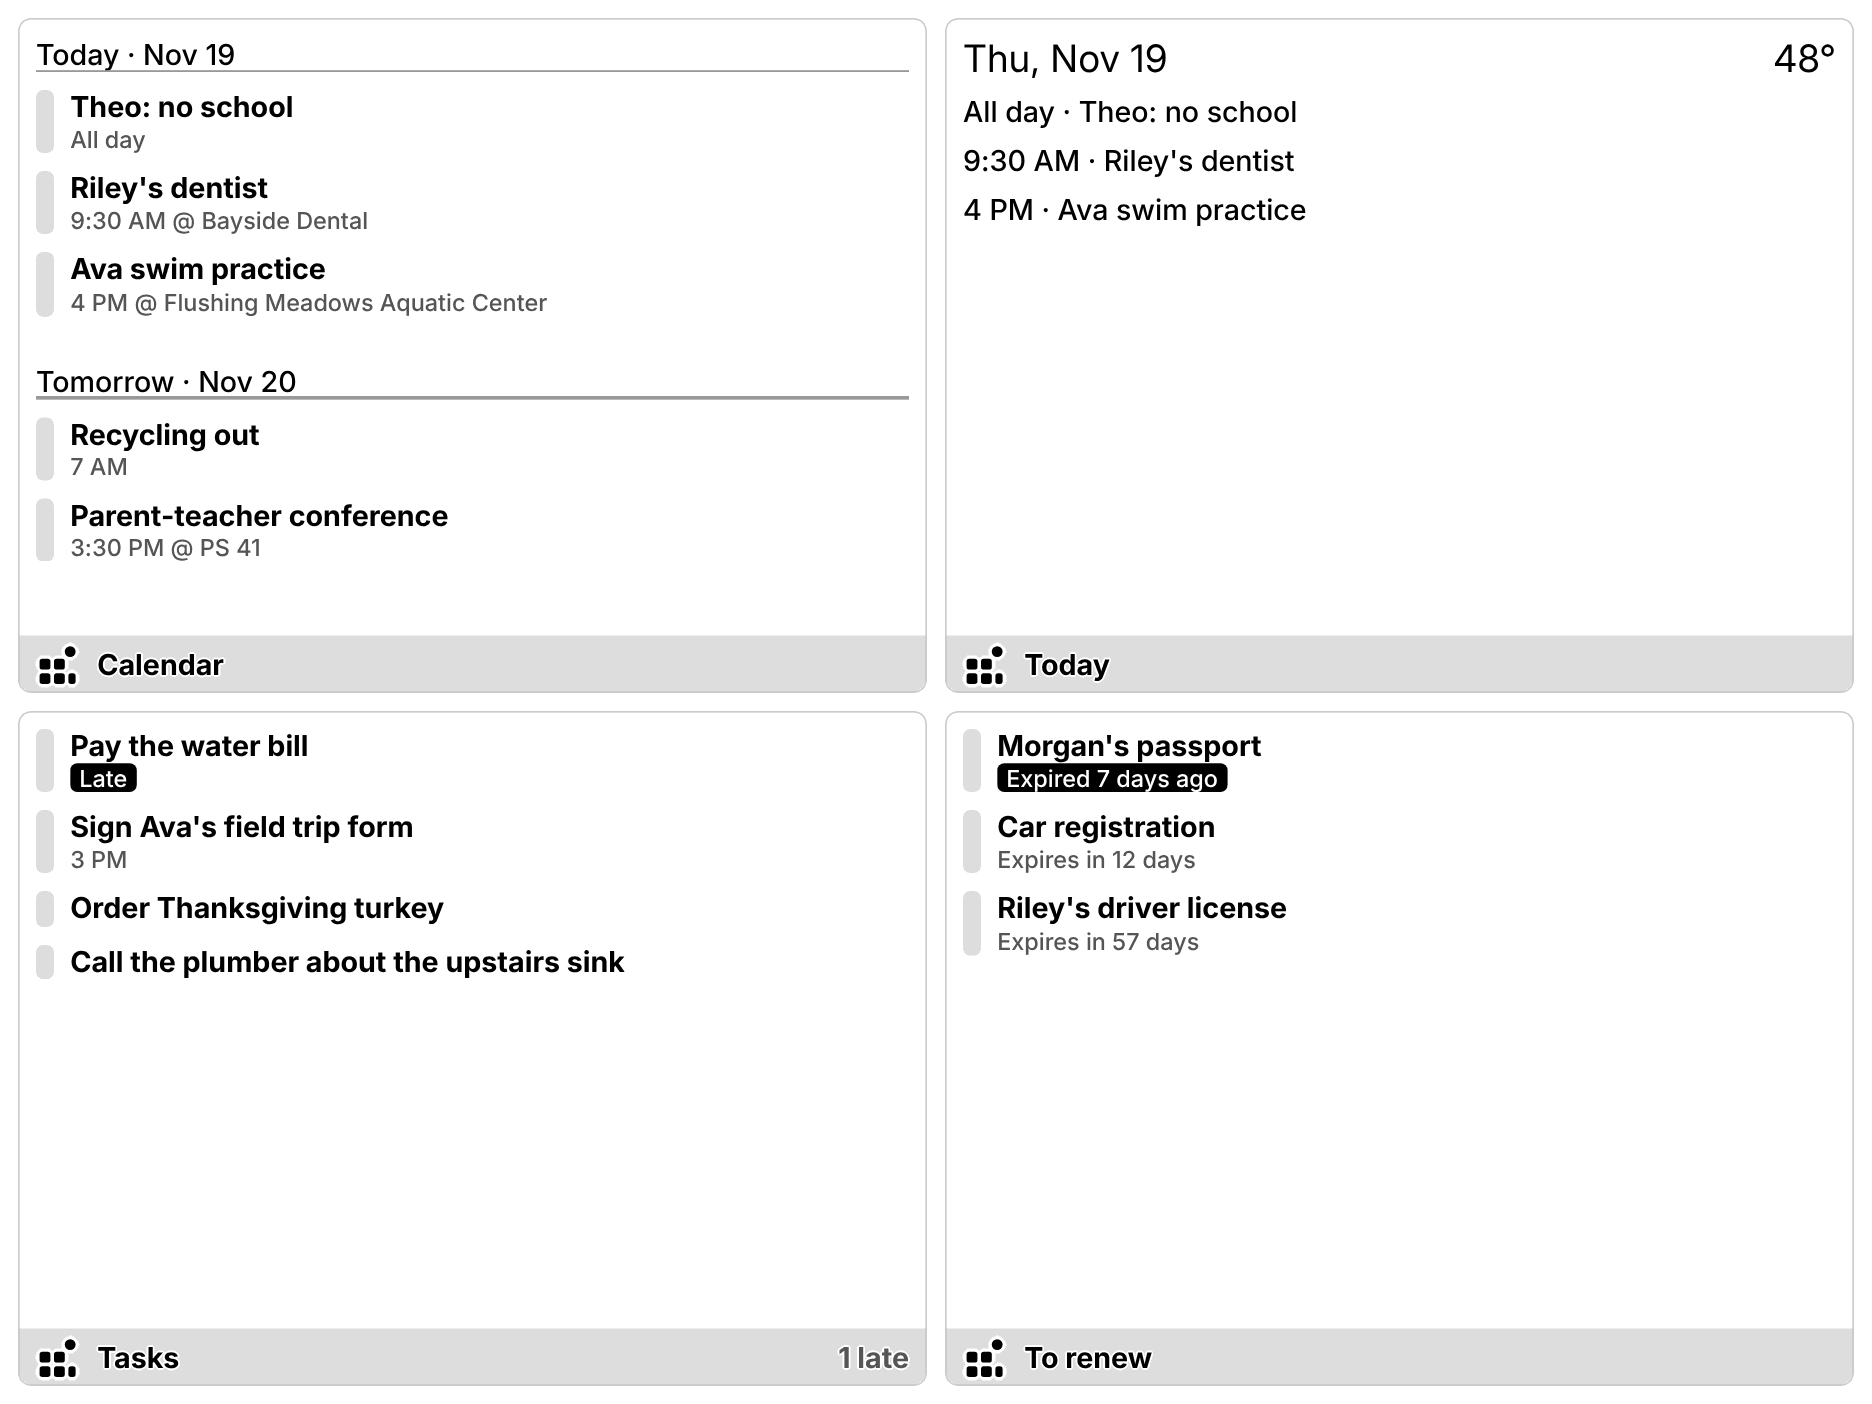 Today · Nov 19
Theo: no school
All day
Riley's dentist
9:30 AM @ Bayside Dental
Ava swim practice
4 PM @ Flushing Meadows Aquatic Center
Tomorrow · Nov 20
Recycling out
7 AM
Parent-teacher conference
3:30 PM @ PS 41
Calendar
Thu, Nov 19
48°
All day · Theo: no school
9:30 AM · Riley's dentist
4 PM · Ava swim practice
Today
Pay the water bill
Late
Sign Ava's field trip form
3 PM
Order Thanksgiving turkey
Call the plumber about the upstairs sink
Tasks
1 late
Morgan's passport
Expired 7 days ago
Car registration
Expires in 12 days
Riley's driver license
Expires in 57 days
To renew